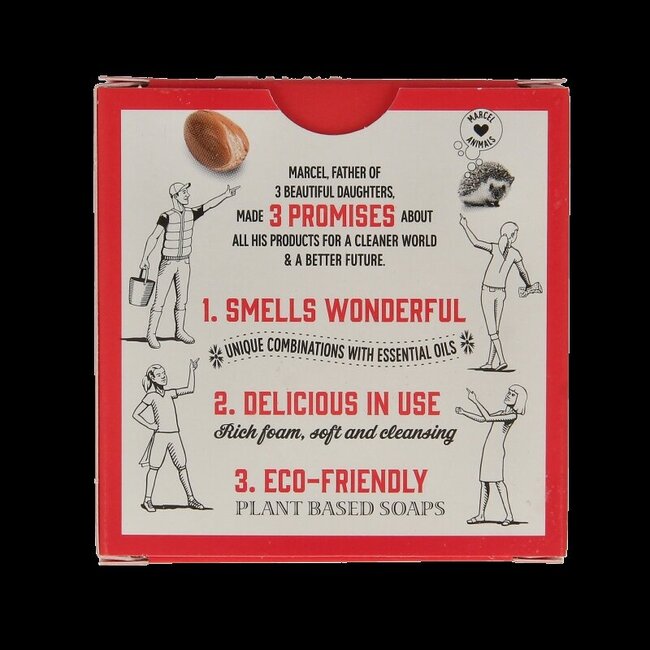 MARCEL
ANIMALS
MARCEL, FATHER OF
3 BEAUTIFUL DAUGHTERS,
MADE 3 PROMISES ABOUT
ALL HIS PRODUCTS FOR A CLEANER WORLD
& A BETTER FUTURE.
1. SMELLS WONDERFUL
UNIQUE COMBINATIONS WITH ESSENTIAL OILS
2. DELICIOUS IN USE
Rich foam, soft and cleansing
3. ECO-FRIENDLY
PLANT BASED SOAPS